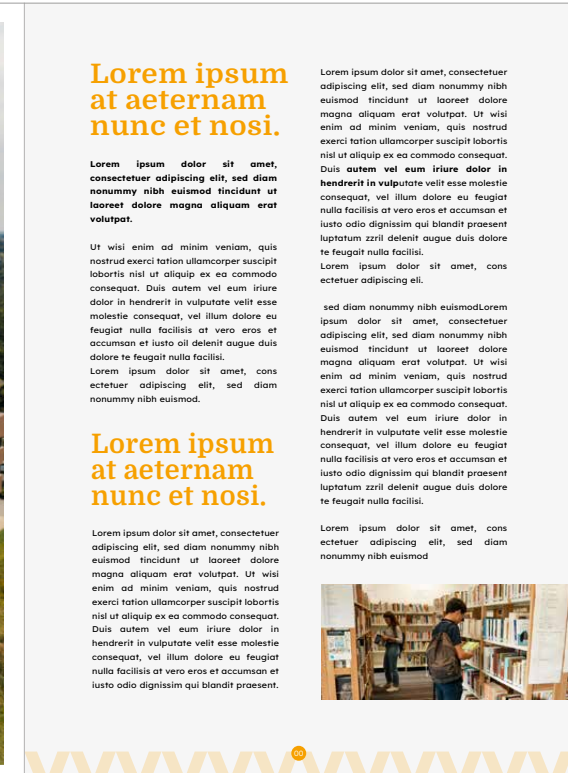 Lorem ipsum
at aeternam
nunc et nosi.
Lorem ipsum dolor sit amet,
consectetuer adipiscing elit, sed diam
nonummy nibh euismod tincidunt ut
laoreet dolore magna aliquam erat
volutpat.
Ut wisi enim ad minim veniam, quis
nostrud exerci tation ullamcorper suscipit
lobortis nisl ut aliquip ex ea commodo
consequat. Duis autem vel eum iriure
dolor in hendrerit in vulputate velit esse
molestie consequat, vel illum dolore eu
feugiat nulla facilisis at vero eros et
accumsan et iusto oil delenit augue duis
dolore te feugait nulla facilisi.
Lorem ipsum dolor sit amet, cons
ectetuer adipiscing elit, sed diam
nonummy nibh euismod.
Lorem ipsum
at aeternam
nunc et nosi.
Lorem ipsum dolor sit amet, consectetuer
adipiscing elit, sed diam nonummy nibh
euismod tincidunt ut laoreet dolore
magna aliquam erat volutpat. Ut wisi
enim ad minim veniam, quis nostrud
exerci tation ullamcorper suscipit lobortis
nisl ut aliquip ex ea commodo consequat.
Duis autem vel eum iriure dolor in
hendrerit in vulputate velit esse molestie
consequat, vel illum dolore eu feugiat
nulla facilisis at vero eros et accumsan et
iusto odio dignissim qui blandit praesent.
Lorem ipsum dolor sit amet, consectetuer
adipiscing elit, sed diam nonummy nibh
euismod tincidunt ut laoreet dolore
magna aliquam erat volutpat. Ut wisi
enim ad minim veniam, quis nostrud
exerci tation ullamcorper suscipit lobortis
nisl ut aliquip ex ea commodo consequat.
Duis autem vel eum iriure dolor in
hendrerit in vulputate velit esse molestie
consequat, vel illum dolore eu feugiat
nulla facilisis at vero eros et accumsan et
iusto odio dignissim qui blandit praesent
luptatum zzril delenit augue duis dolore
te feugait nulla facilisi.
Lorem ipsum dolor sit amet, cons
ectetuer adipiscing eli.
sed diam nonummy nibh euismodLorem
ipsum dolor sit amet, consectetuer
adipiscing elit, sed diam nonummy nibh
euismod tincidunt ut laoreet dolore
magna aliquam erat volutpat. Ut wisi
enim ad minim veniam, quis nostrud
exerci tation ullamcorper suscipit lobortis
nisl ut aliquip ex ea commodo consequat.
Duis autem vel eum iriure dolor in
hendrerit in vulputate velit esse molestie
consequat, vel illum dolore eu feugiat
nulla facilisis at vero eros et accumsan et
iusto odio dignissim qui blandit praesent
luptatum zzril delenit augue duis dolore
te feugait nulla facilisi.
Lorem ipsum dolor sit amet, cons
ectetuer adipiscing elit, sed diam
nonummy nibh euismod
00